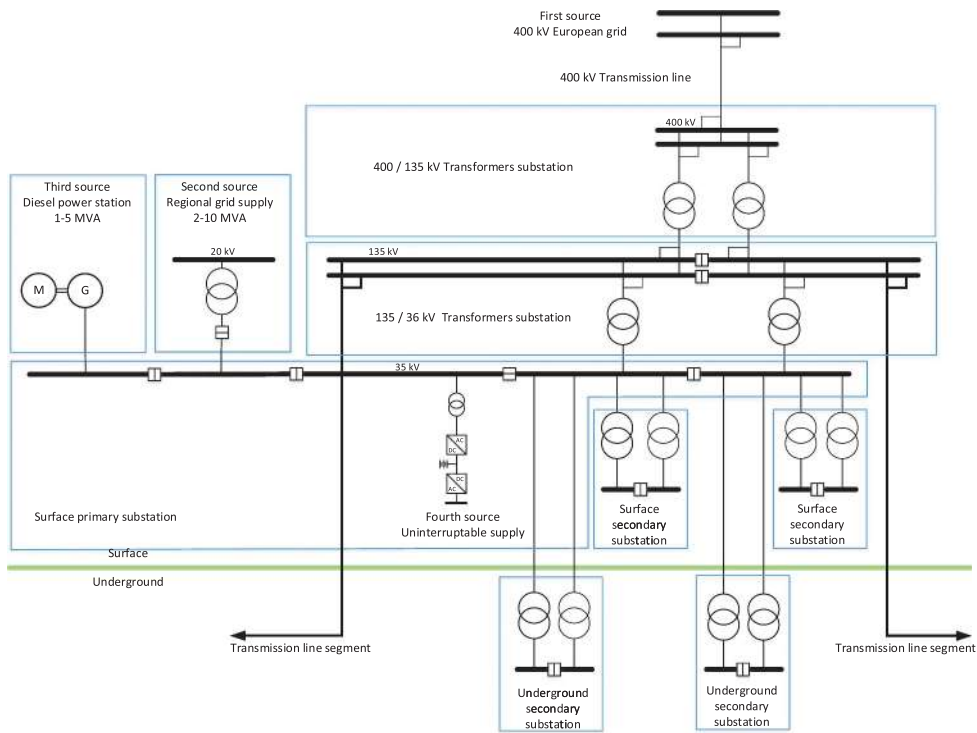 First source
400 kV European grid
400 kV Transmission line
400 kV
400 / 135 kV Transformers substation
Third source
Diesel power station
1-5 MVA
Second source
Regional grid supply
2-10 MVA
20 kV
M
G
135 kV
135 / 36 kV Transformers substation
35 kV
AC
DC
DC
AC
Surface primary substation
Fourth source
Uninterruptable supply
Surface
secondary
substation
Surface
secondary
substation
Surface
Underground
Transmission line segment
Transmission line segment
Underground
secondary
substation
Underground
secondary
substation